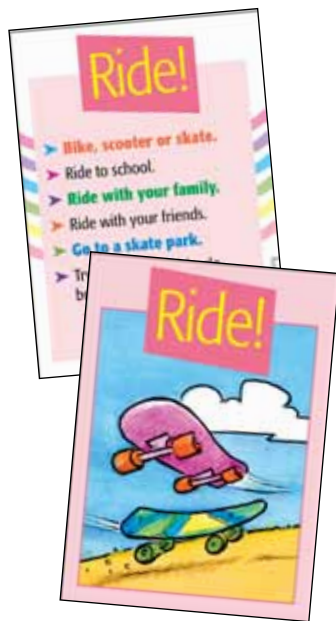 Ride!
Bike, scooter or skate.
Ride to school.
Ride with your family.
Ride with your friends.
Go to a skate park.
Ride!